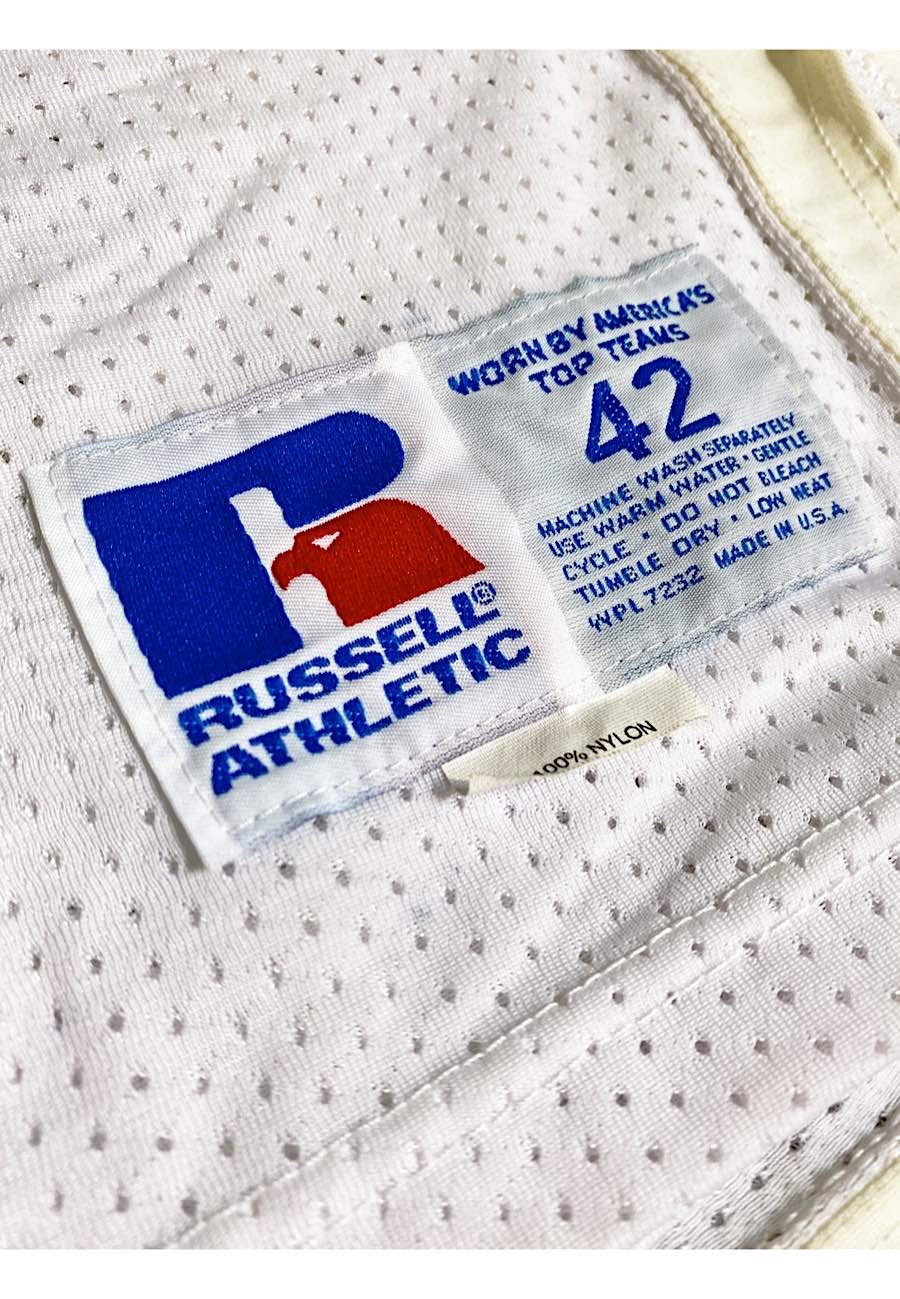 RUSSELL®
ATHLETIC
WORN BY AMERICA'S
TOP TEAMS
42
MACHINE WASH SEPARATELY
USE WARM WATER • GENTLE
CYCLE • DO NOT BLEACH
TUMBLE DRY • LOW HEAT
WPL 7232 MADE IN U.S.A.
100% NYLON